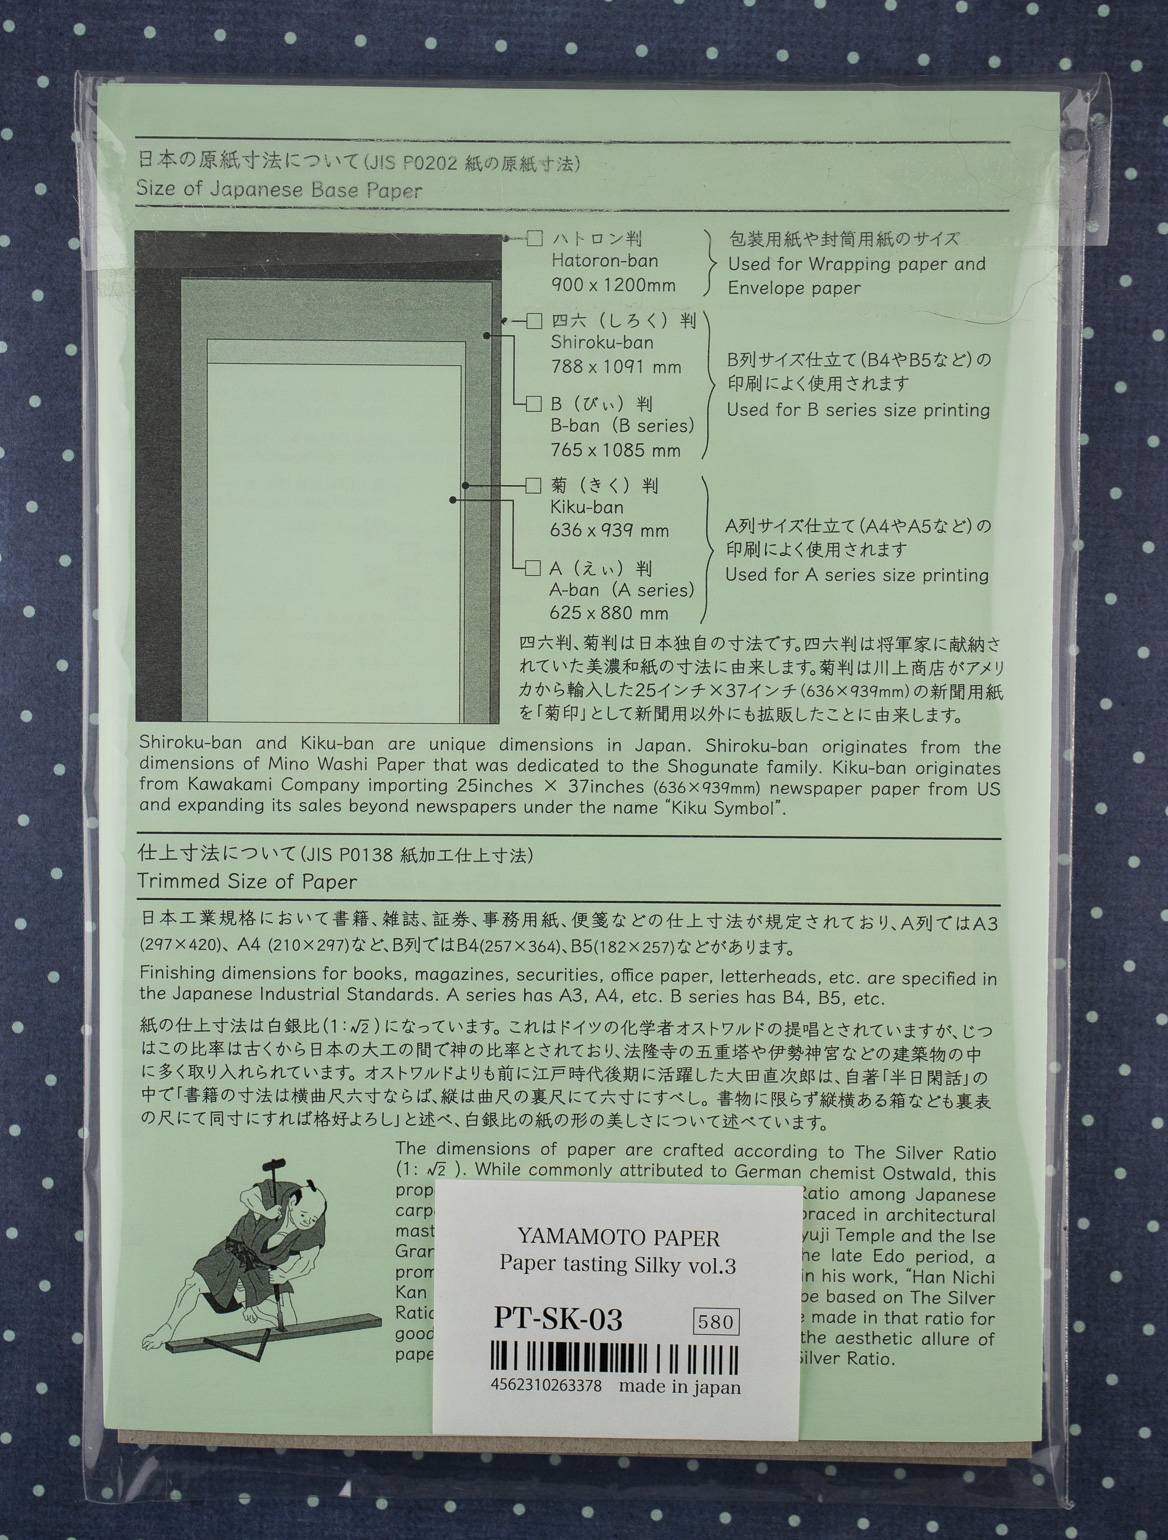 日本の原紙寸法について(JIS P0202 紙の原紙寸法)
Size of Japanese Base Paper
ハトロン判
Hatoron-ban
900 x 1200mm
包装用紙や封筒用紙のサイズ
Used for Wrapping paper and
Envelope paper
四六（しろく）判
Shiroku-ban
788 x 1091 mm
B（びぃ）判
B-ban（B series)
765 x 1085 mm
B列サイズ仕立て(B4やB5など)の
印刷によく使用されます
Used for B series size printing
菊（きく）判
Kiku-ban
636 x 939 mm
A（えぃ）判
A-ban（A series)
625 x 880 mm
A列サイズ仕立て(A4やA5など)の
印刷によく使用されます
Used for A series size printing
四六判、菊判は日本独自の寸法です。四六判は将軍家に献納さ
れていた美濃和紙の寸法に由来します。菊判は川上商店がアメリ
カから輸入した25インチ×37インチ(636×939mm)の新聞用紙
を「菊印」として新聞用以外にも拡販したことに由来します。
Shiroku-ban and Kiku-ban are unique dimensions in Japan. Shiroku-ban originates from the
dimensions of Mino Washi Paper that was dedicated to the Shogunate family. Kiku-ban originates
from Kawakami Company importing 25inches × 37inches (636×939mm) newspaper paper from US
and expanding its sales beyond newspapers under the name “Kiku Symbol”.
仕上寸法について(JIS P0138 紙加工仕上寸法)
Trimmed Size of Paper
日本工業規格において書籍、雑誌、証券、事務用紙、便箋などの仕上寸法が規定されており、A列ではA3
(297×420)、A4 (210×297)など、B列ではB4(257×364)、B5(182×257)などがあります。
Finishing dimensions for books, magazines, securities, office paper, letterheads, etc. are specified in
the Japanese Industrial Standards. A series has A3, A4, etc. B series has B4, B5, etc.
紙の仕上寸法は白銀比(1:√2)になっています。これはドイツの化学者オストワルドの提唱とされていますが、じつ
はこの比率は古くから日本の大工の間で神の比率とされており、法隆寺の五重塔や伊勢神宮などの建築物の中
に多く取り入れられています。オストワルドよりも前に江戸時代後期に活躍した大田直次郎は、自著「半日閑話」の
中で「書籍の寸法は横曲尺六寸ならば、縦は曲尺の裏尺にて六寸にすべし。書物に限らず縦横ある箱なども裏表
の尺にて同寸にすれば格好よろし」と述べ、白銀比の紙の形の美しさについて述べています。
The dimensions of paper are crafted according to The Silver Ratio
(1: √2 ). While commonly attributed to German chemist Ostwald, this
Ratio among Japanese
in architectural
Temple and the Ise
late Edo period, a
in his work, “Han Nichi
Kan be based on The Silver
made in that ratio for
the aesthetic allure of
Silver Ratio.
YAMAMOTO PAPER
Paper tasting Silky vol.3
PT-SK-03 580
4562310263378 made in japan